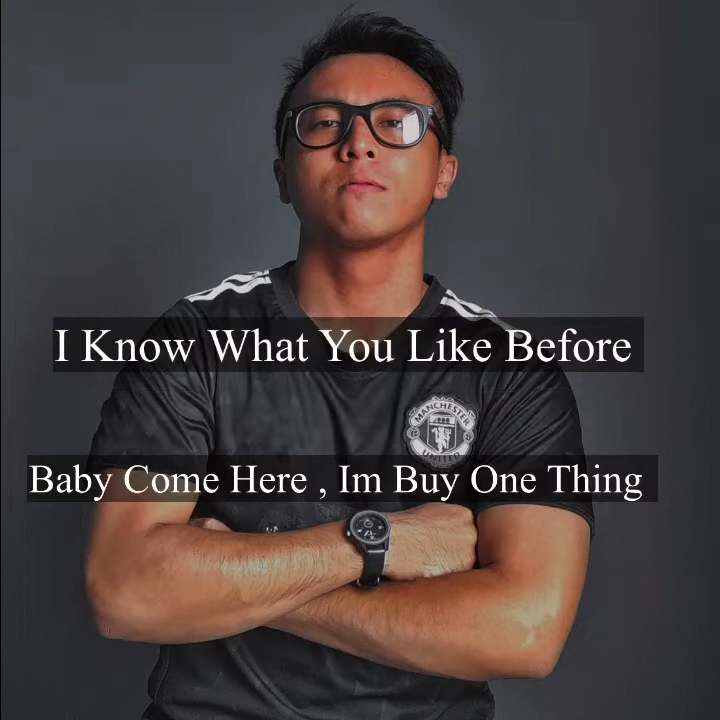 I Know What You Like Before
MANCHESTER
UNITED
Baby Come Here , Im Buy One Thing